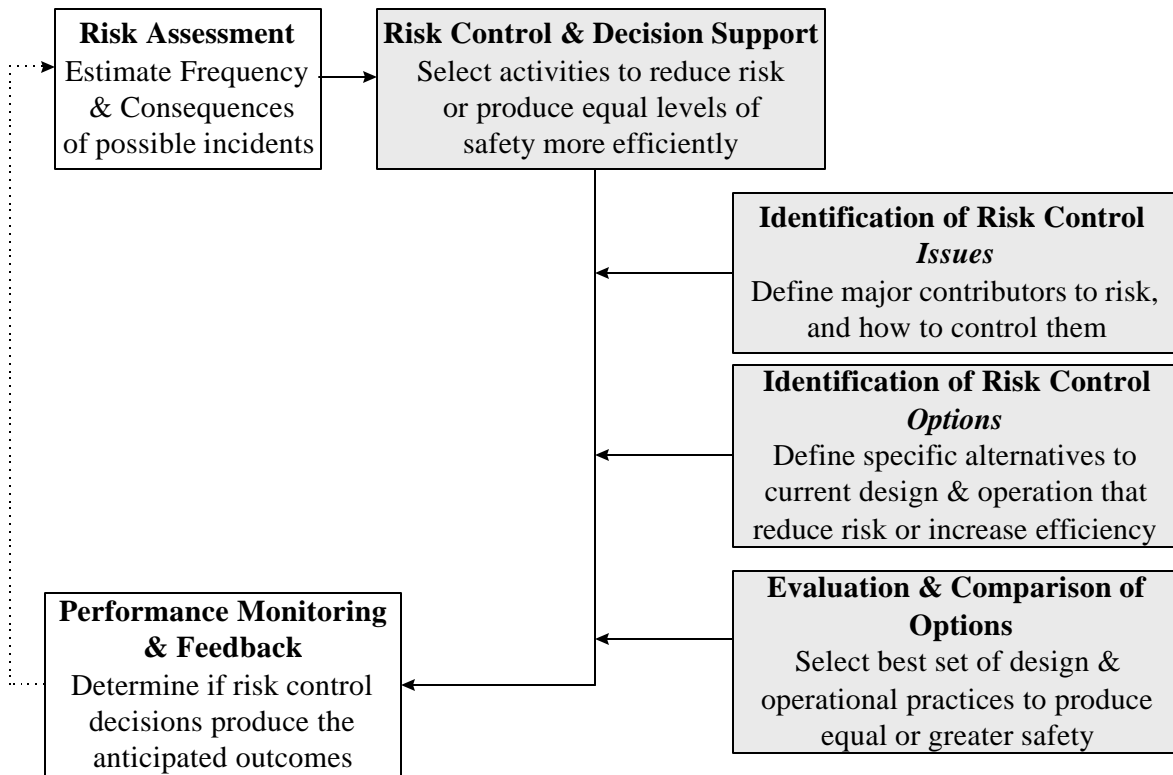 Risk Assessment
Estimate Frequency
& Consequences
of possible incidents
Risk Control & Decision Support
Select activities to reduce risk
or produce equal levels of
safety more efficiently
Identification of Risk Control
Issues
Define major contributors to risk,
and how to control them
Identification of Risk Control
Options
Define specific alternatives to
current design & operation that
reduce risk or increase efficiency
Evaluation & Comparison of
Options
Select best set of design &
operational practices to produce
equal or greater safety
Performance Monitoring
& Feedback
Determine if risk control
decisions produce the
anticipated outcomes